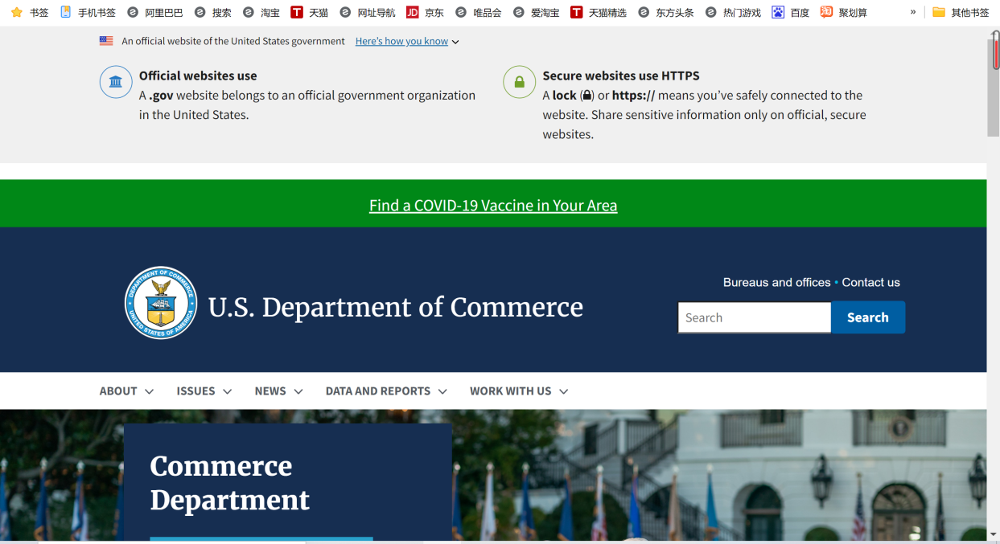 书签 手机书签 阿里巴巴 搜索 淘宝 T 天猫 网址导航 JD 京东 唯品会 爱淘宝 T 天猫精选 东方头条 热门游戏 百度 淘 聚划算 » 其他书签
An official website of the United States government Here's how you know
Official websites use
A .gov website belongs to an official government organization
in the United States.
Secure websites use HTTPS
A lock () or https:// means you've safely connected to the
website. Share sensitive information only on official, secure
websites.
Find a COVID-19 Vaccine in Your Area
DEPARTMENT OF COMMERCE
UNITED STATES OF AMERICA
U.S. Department of Commerce
Bureaus and offices • Contact us
Search Search
ABOUT ISSUES NEWS DATA AND REPORTS WORK WITH US
Commerce
Department